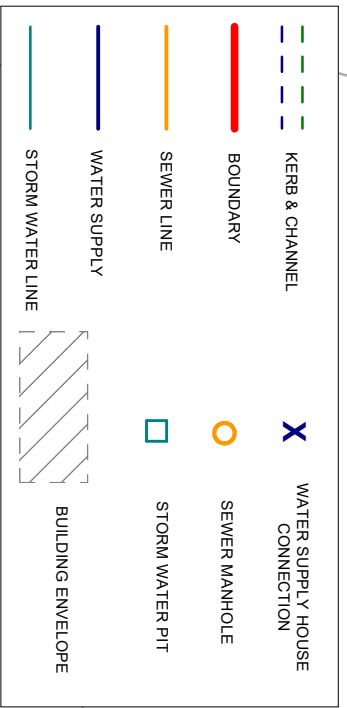 KERB & CHANNEL
BOUNDARY
SEWER LINE
WATER SUPPLY
STORM WATER LINE
X
WATER SUPPLY HOUSE
CONNECTION
SEWER MANHOLE
STORM WATER PIT
BUILDING ENVELOPE